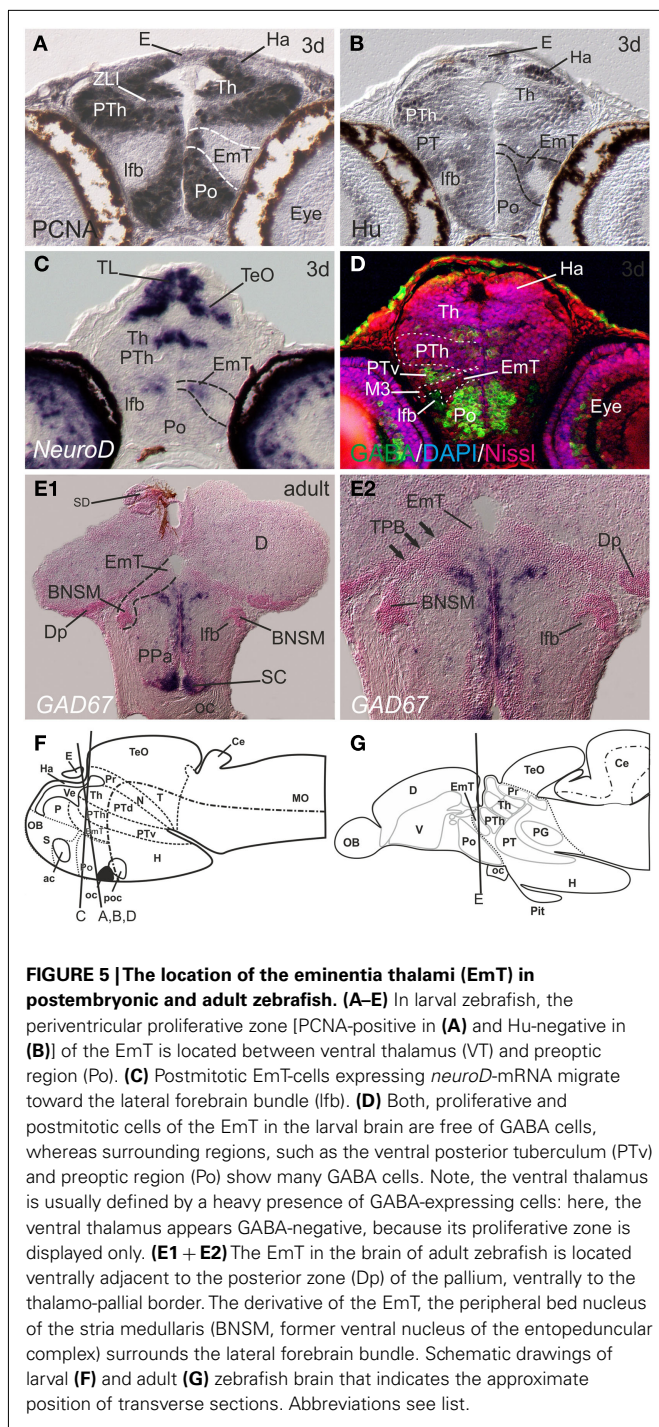 A
E
Ha
3d
ZLI
Th
PTh
EmT
lfb
Po
Eye
PCNA
B
E
3d
Ha
Th
PTh
PT
EmT
lfb
Po
Hu
C
TL
3d
TeO
Th
PTh
EmT
lfb
Po
NeuroD
D
3d
Ha
Th
PTh
PTv
EmT
M3
lfb
Po
Eye
GABA/DAPI/Nissl
E1
adult
SD
EmT
D
BNSM
Dp
lfb
BNSM
PPa
SC
GAD67
oc
E2
EmT
TPB
Dp
BNSM
lfb
GAD67
F
E
TeO
Ce
Ha
Pr
Ve
Th
N
T
MO
P
PThr
PTd
OB
EmT
PTv
S
Po
H
ac
oc
poc
C
A,B,D
G
TeO
Ce
D
EmT
Pr
Th
PTh
V
PT
PG
OB
Po
oc
H
E
Pit
FIGURE 5 | The location of the eminentia thalami (EmT) in
postembryonic and adult zebrafish. (A–E) In larval zebrafish, the
periventricular proliferative zone [PCNA-positive in (A) and Hu-negative in
(B)] of the EmT is located between ventral thalamus (VT) and preoptic
region (Po). (C) Postmitotic EmT-cells expressing neuroD-mRNA migrate
toward the lateral forebrain bundle (lfb). (D) Both, proliferative and
postmitotic cells of the EmT in the larval brain are free of GABA cells,
whereas surrounding regions, such as the ventral posterior tuberculum (PTv)
and preoptic region (Po) show many GABA cells. Note, the ventral thalamus
is usually defined by a heavy presence of GABA-expressing cells: here, the
ventral thalamus appears GABA-negative, because its proliferative zone is
displayed only. (E1 + E2) The EmT in the brain of adult zebrafish is located
ventrally adjacent to the posterior zone (Dp) of the pallium, ventrally to the
thalamo-pallial border. The derivative of the EmT, the peripheral bed nucleus
of the stria medullaris (BNSM, former ventral nucleus of the entopeduncular
complex) surrounds the lateral forebrain bundle. Schematic drawings of
larval (F) and adult (G) zebrafish brain that indicates the approximate
position of transverse sections. Abbreviations see list.